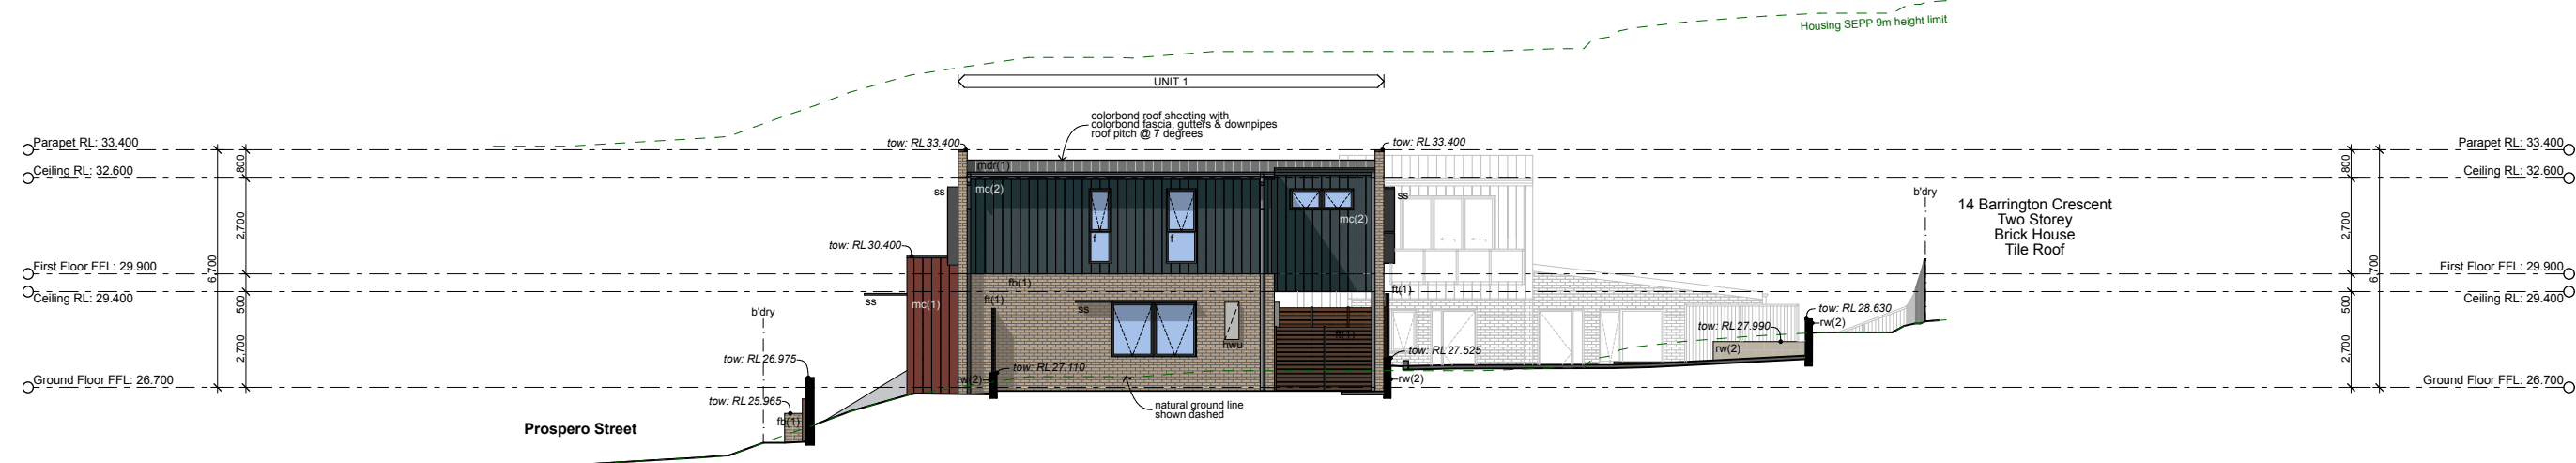 Housing SEPP 9m height limit
UNIT 1
colorbond roof sheeting with
colorbond fascia, gutters & downpipes
roof pitch @ 7 degrees
Parapet RL: 33.400
tow: RL 33.400
tow: RL 33.400
Parapet RL: 33.400
800
mdr(1)
800
Ceiling RL: 32.600
Ceiling RL: 32.600
ss
mc(2)
ss
b'dry
14 Barrington Crescent
Two Storey
Brick House
Tile Roof
2,700
mc(2)
2,700
f
f
tow: RL 30.400
First Floor FFL: 29.900
6,700
First Floor FFL: 29.900
6,700
fb(1)
ft(1)
Ceiling RL: 29.400
500
ss
mc(1)
ft(1)
ss
Ceiling RL: 29.400
500
b'dry
tow: RL 28.630
rw(2)
tow: RL 27.990
ft(1)
hwu
rw(2)
2,700
tow: RL 27.525
2,700
tow: RL 26.975
tow: RL 27.110
Ground Floor FFL: 26.700
rw(2)
rw(2)
Ground Floor FFL: 26.700
tow: RL 25.965
fb(1)
natural ground line
shown dashed
Prospero Street